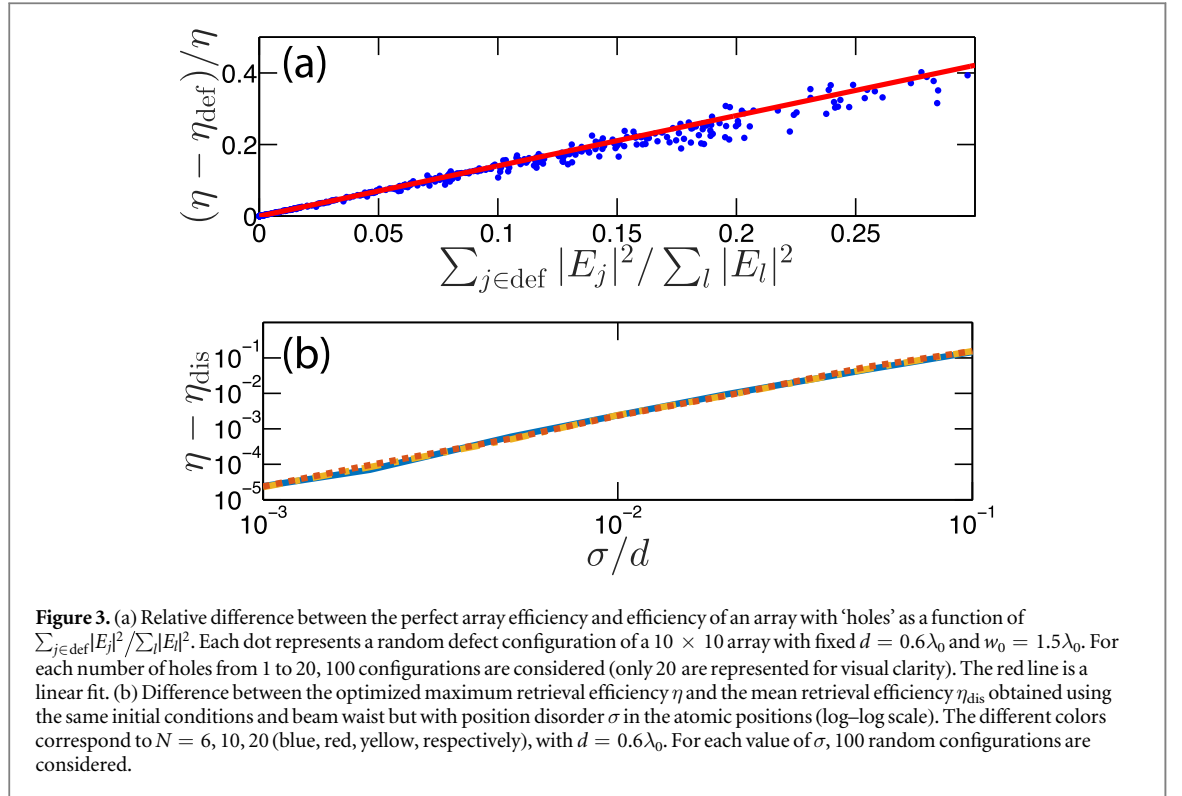 (a)
(η − η_def)/η
0.4
0.2
0
0 0.05 0.1 0.15 0.2 0.25
∑_{j∈def} |E_j|²/ ∑_l |E_l|²
(b)
η − η_dis
10⁻¹
10⁻²
10⁻³
10⁻⁴
10⁻⁵
10⁻³ 10⁻² 10⁻¹
σ/d
Figure 3. (a) Relative difference between the perfect array efficiency and efficiency of an array with ‘holes’ as a function of
∑_{j∈def}|E_j|²/∑_l|E_l|². Each dot represents a random defect configuration of a 10 × 10 array with fixed d = 0.6λ₀ and w₀ = 1.5λ₀. For
each number of holes from 1 to 20, 100 configurations are considered (only 20 are represented for visual clarity). The red line is a
linear fit. (b) Difference between the optimized maximum retrieval efficiency η and the mean retrieval efficiency η_dis obtained using
the same initial conditions and beam waist but with position disorder σ in the atomic positions (log–log scale). The different colors
correspond to N = 6, 10, 20 (blue, red, yellow, respectively), with d = 0.6λ₀. For each value of σ, 100 random configurations are
considered.